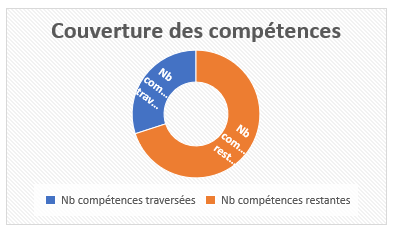 Couverture des compétences
Nb
com...
trav...
Nb
com...
rest...
Nb compétences traversées
Nb compétences restantes